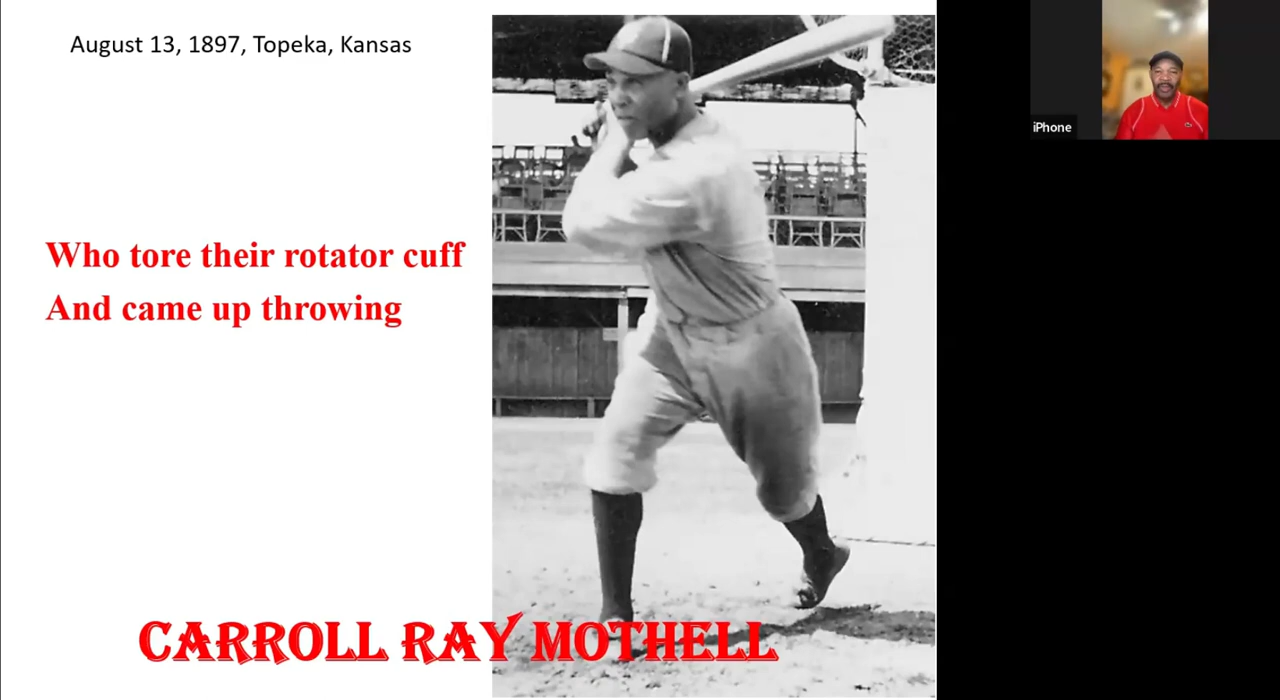 August 13, 1897, Topeka, Kansas
iPhone
Who tore their rotator cuff
And came up throwing
CARROLL RAY MOTHELL